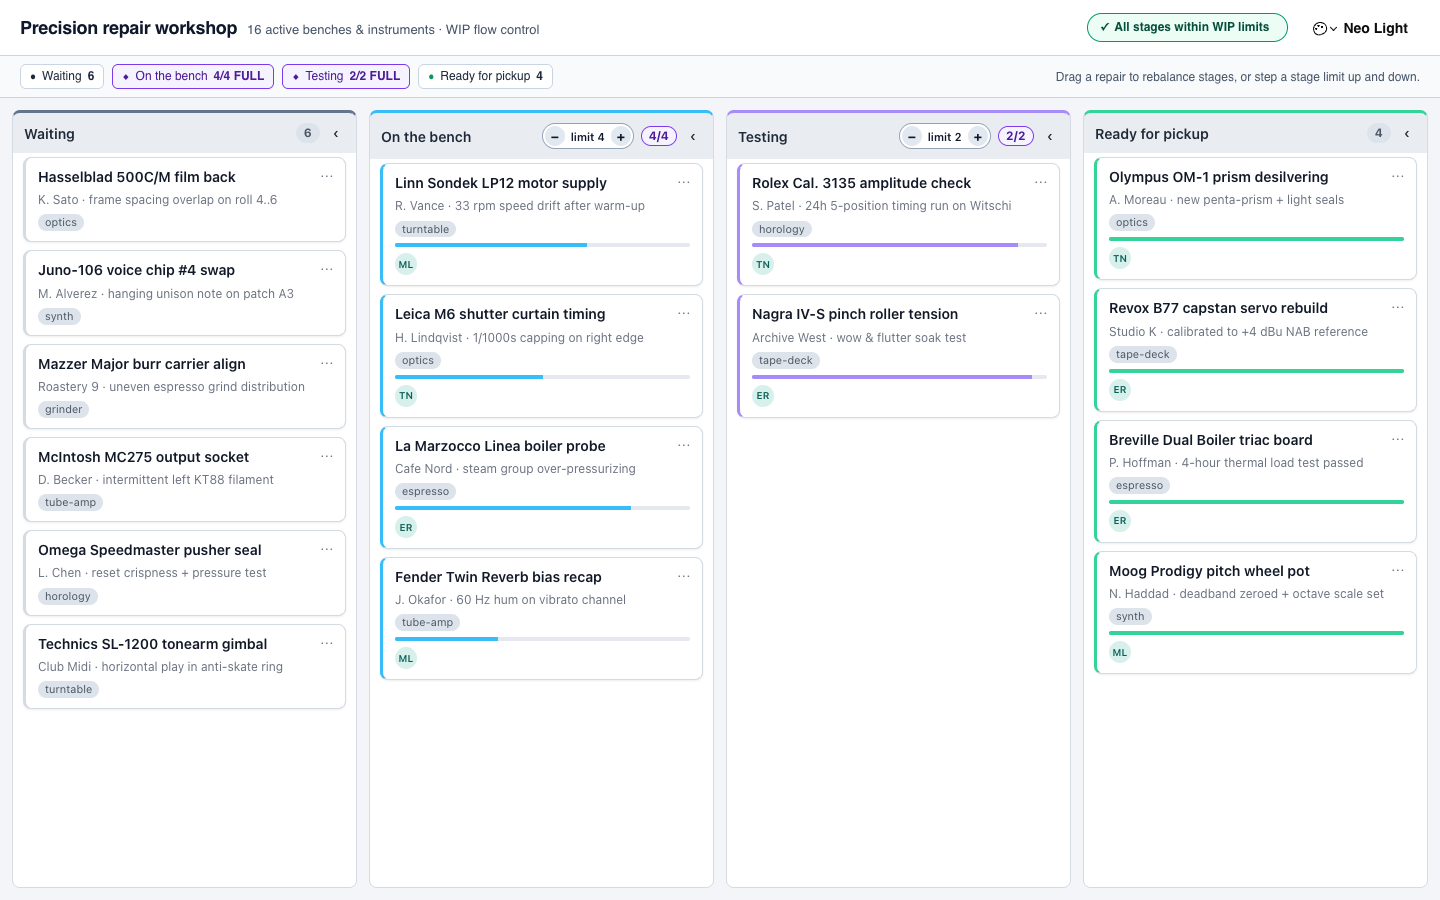 Precision repair workshop 16 active benches & instruments · WIP flow control
✓ All stages within WIP limits
Neo Light
Waiting 6
On the bench 4/4 FULL
Testing 2/2 FULL
Ready for pickup 4
Drag a repair to rebalance stages, or step a stage limit up and down.
Waiting 6 ‹
Hasselblad 500C/M film back ···
K. Sato · frame spacing overlap on roll 4..6
optics
Juno-106 voice chip #4 swap ···
M. Alverez · hanging unison note on patch A3
synth
Mazzer Major burr carrier align ···
Roastery 9 · uneven espresso grind distribution
grinder
McIntosh MC275 output socket ···
D. Becker · intermittent left KT88 filament
tube-amp
Omega Speedmaster pusher seal ···
L. Chen · reset crispness + pressure test
horology
Technics SL-1200 tonearm gimbal ···
Club Midi · horizontal play in anti-skate ring
turntable
On the bench − limit 4 + 4/4 ‹
Linn Sondek LP12 motor supply ···
R. Vance · 33 rpm speed drift after warm-up
turntable
ML
Leica M6 shutter curtain timing ···
H. Lindqvist · 1/1000s capping on right edge
optics
TN
La Marzocco Linea boiler probe ···
Cafe Nord · steam group over-pressurizing
espresso
ER
Fender Twin Reverb bias recap ···
J. Okafor · 60 Hz hum on vibrato channel
tube-amp
ML
Testing − limit 2 + 2/2 ‹
Rolex Cal. 3135 amplitude check ···
S. Patel · 24h 5-position timing run on Witschi
horology
TN
Nagra IV-S pinch roller tension ···
Archive West · wow & flutter soak test
tape-deck
ER
Ready for pickup 4 ‹
Olympus OM-1 prism desilvering ···
A. Moreau · new penta-prism + light seals
optics
TN
Revox B77 capstan servo rebuild ···
Studio K · calibrated to +4 dBu NAB reference
tape-deck
ER
Breville Dual Boiler triac board ···
P. Hoffman · 4-hour thermal load test passed
espresso
ER
Moog Prodigy pitch wheel pot ···
N. Haddad · deadband zeroed + octave scale set
synth
ML